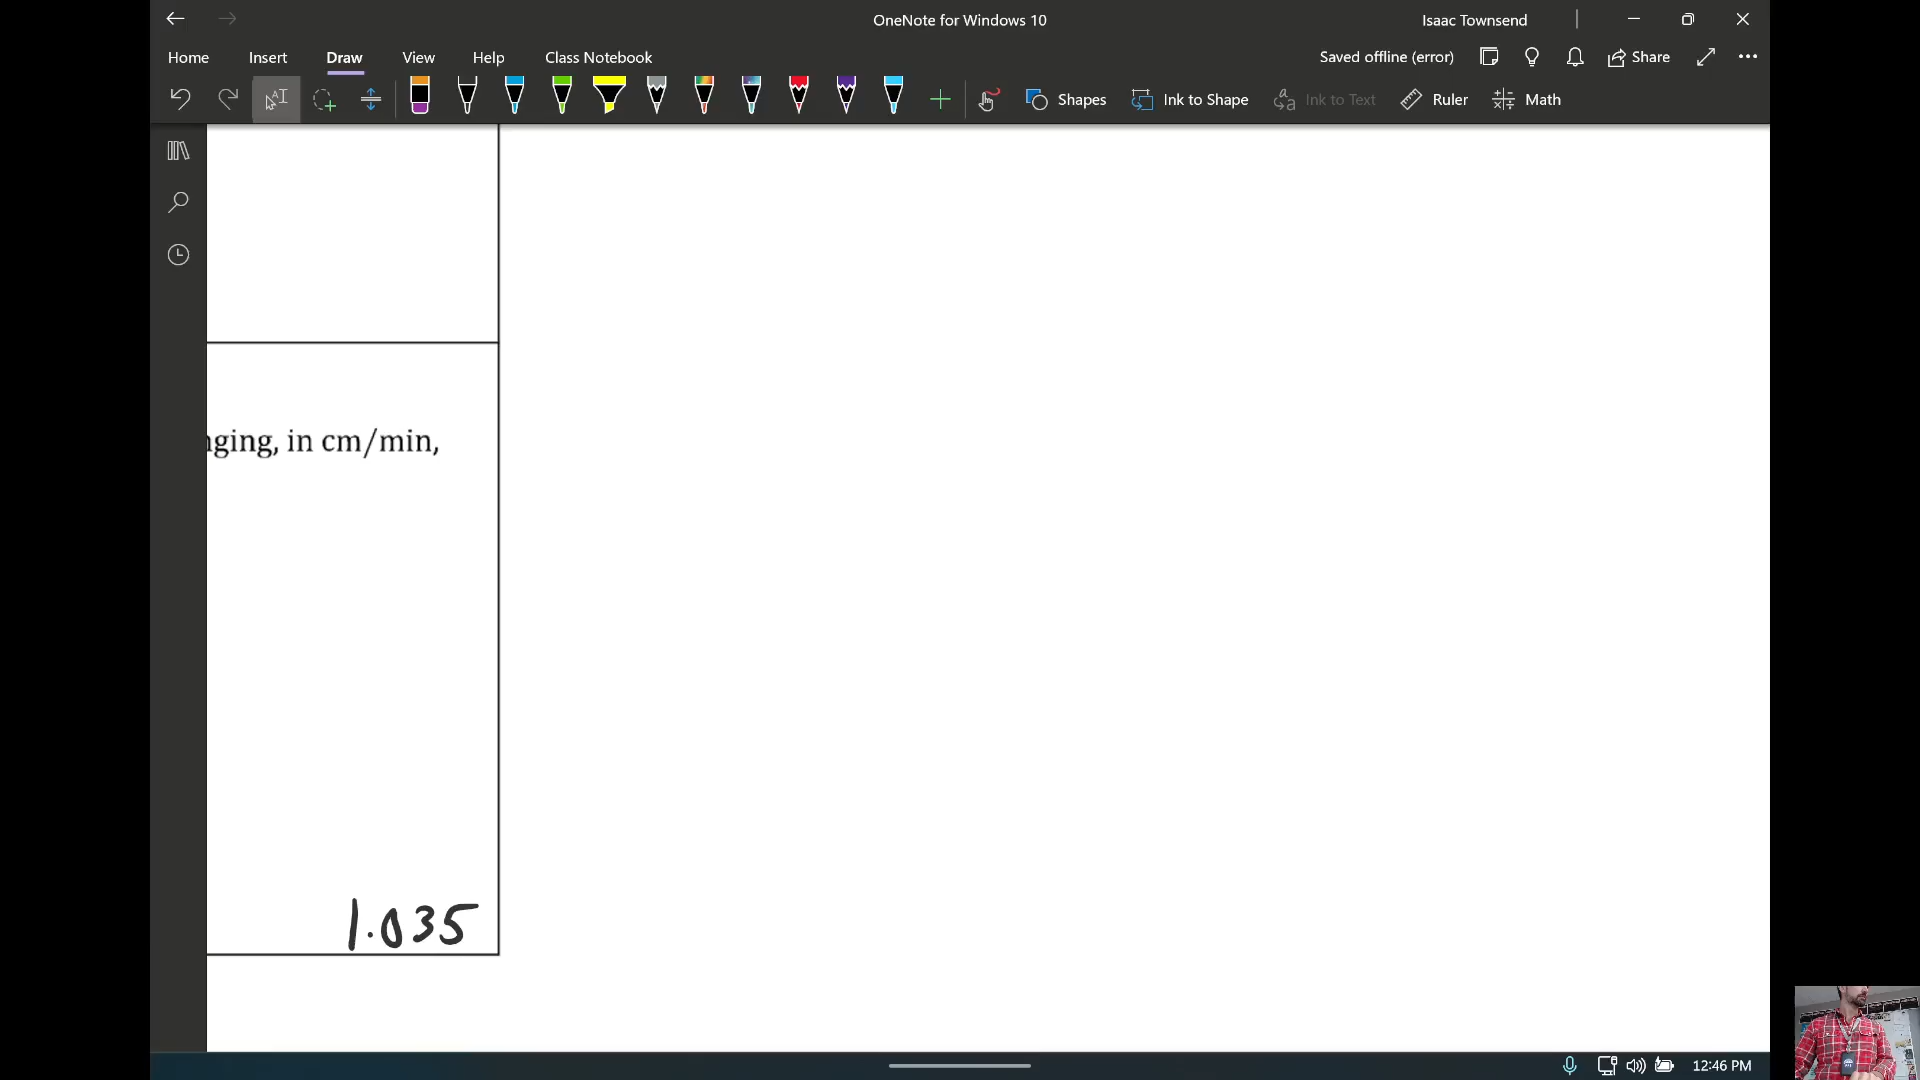 OneNote for Windows 10
Isaac Townsend
Home Insert Draw View Help Class Notebook
Saved offline (error)
Share
Shapes
Ink to Shape
Ink to Text
Ruler
Math
ging, in cm/min,
1.035
12:46 PM